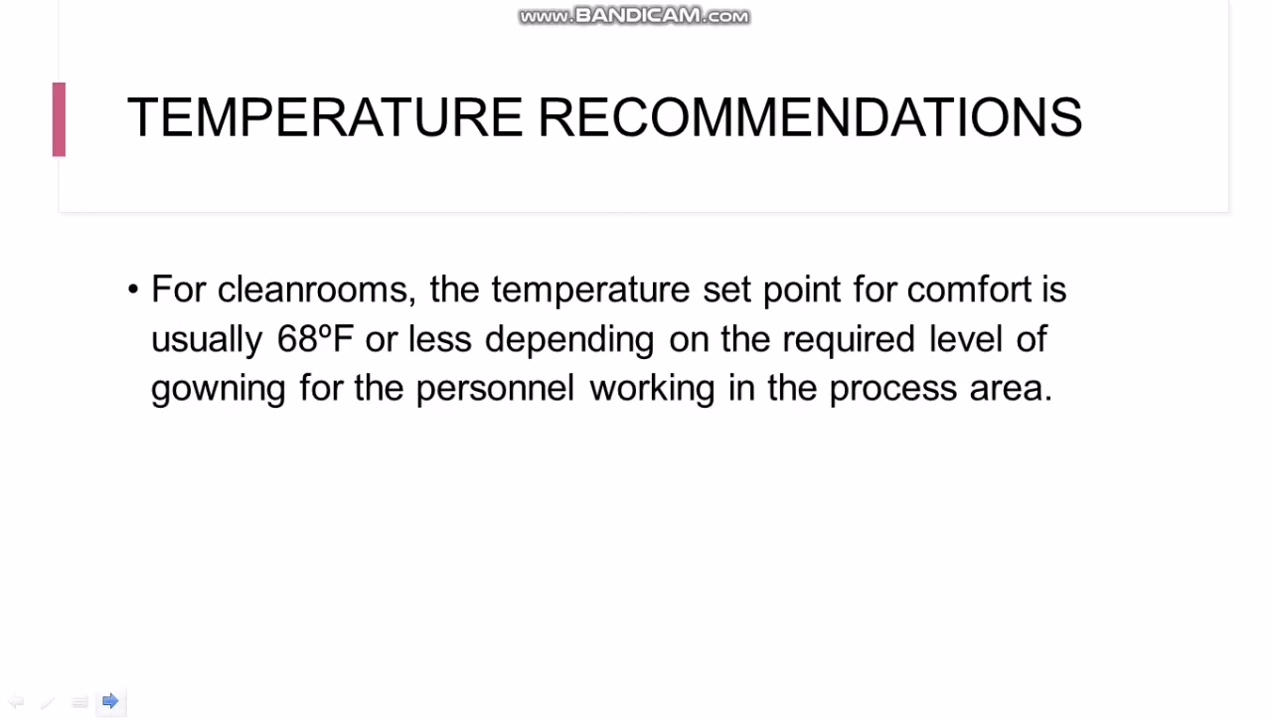 www.BANDICAM.com
TEMPERATURE RECOMMENDATIONS
• For cleanrooms, the temperature set point for comfort is
usually 68ºF or less depending on the required level of
gowning for the personnel working in the process area.